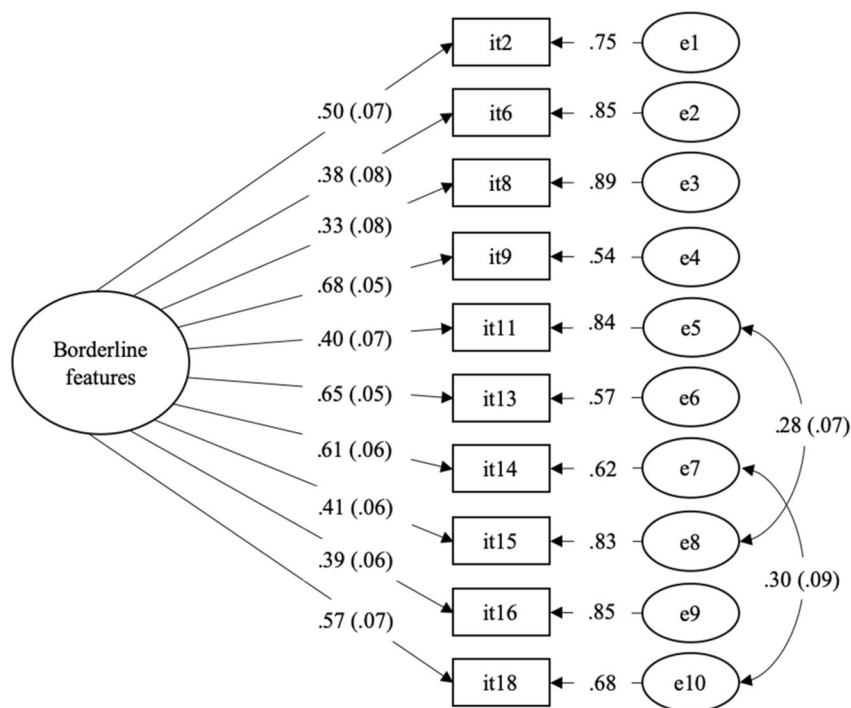 it2 .75 e1
.50 (.07)
it6 .85 e2
.38 (.08)
it8 .89 e3
.33 (.08)
it9 .54 e4
.68 (.05)
it11 .84 e5
.40 (.07)
Borderline
features
.65 (.05)
it13 .57 e6
.28 (.07)
.61 (.06)
it14 .62 e7
.41 (.06)
it15 .83 e8
.39 (.06)
.30 (.09)
it16 .85 e9
.57 (.07)
it18 .68 e10